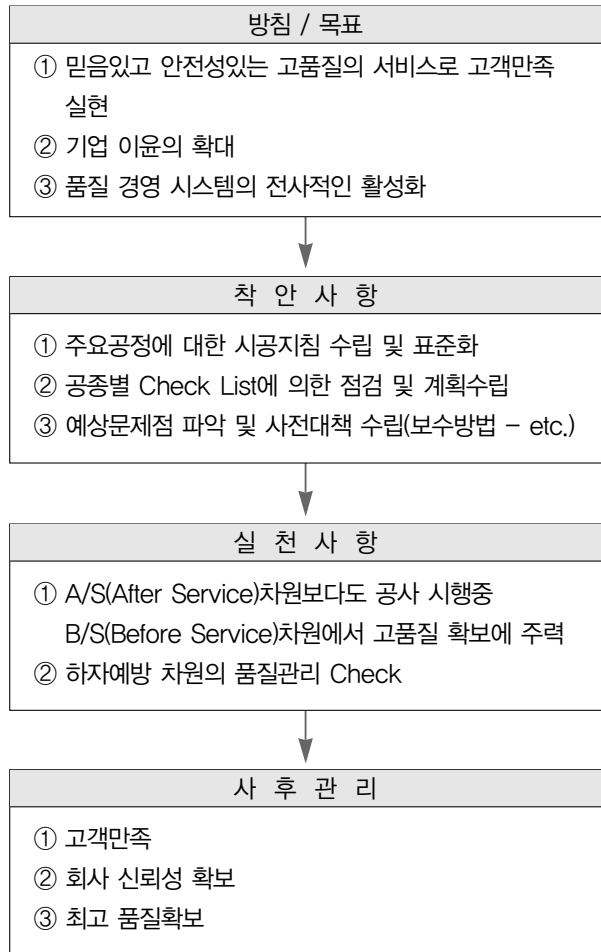 방침 / 목표
① 믿음있고 안전성있는 고품질의 서비스로 고객만족
실현
② 기업 이윤의 확대
③ 품질 경영 시스템의 전사적인 활성화
착 안 사 항
① 주요공정에 대한 시공지침 수립 및 표준화
② 공종별 Check List에 의한 점검 및 계획수립
③ 예상문제점 파악 및 사전대책 수립(보수방법 – etc.)
실 천 사 항
① A/S(After Service)차원보다도 공사 시행중
B/S(Before Service)차원에서 고품질 확보에 주력
② 하자예방 차원의 품질관리 Check
사 후 관 리
① 고객만족
② 회사 신뢰성 확보
③ 최고 품질확보